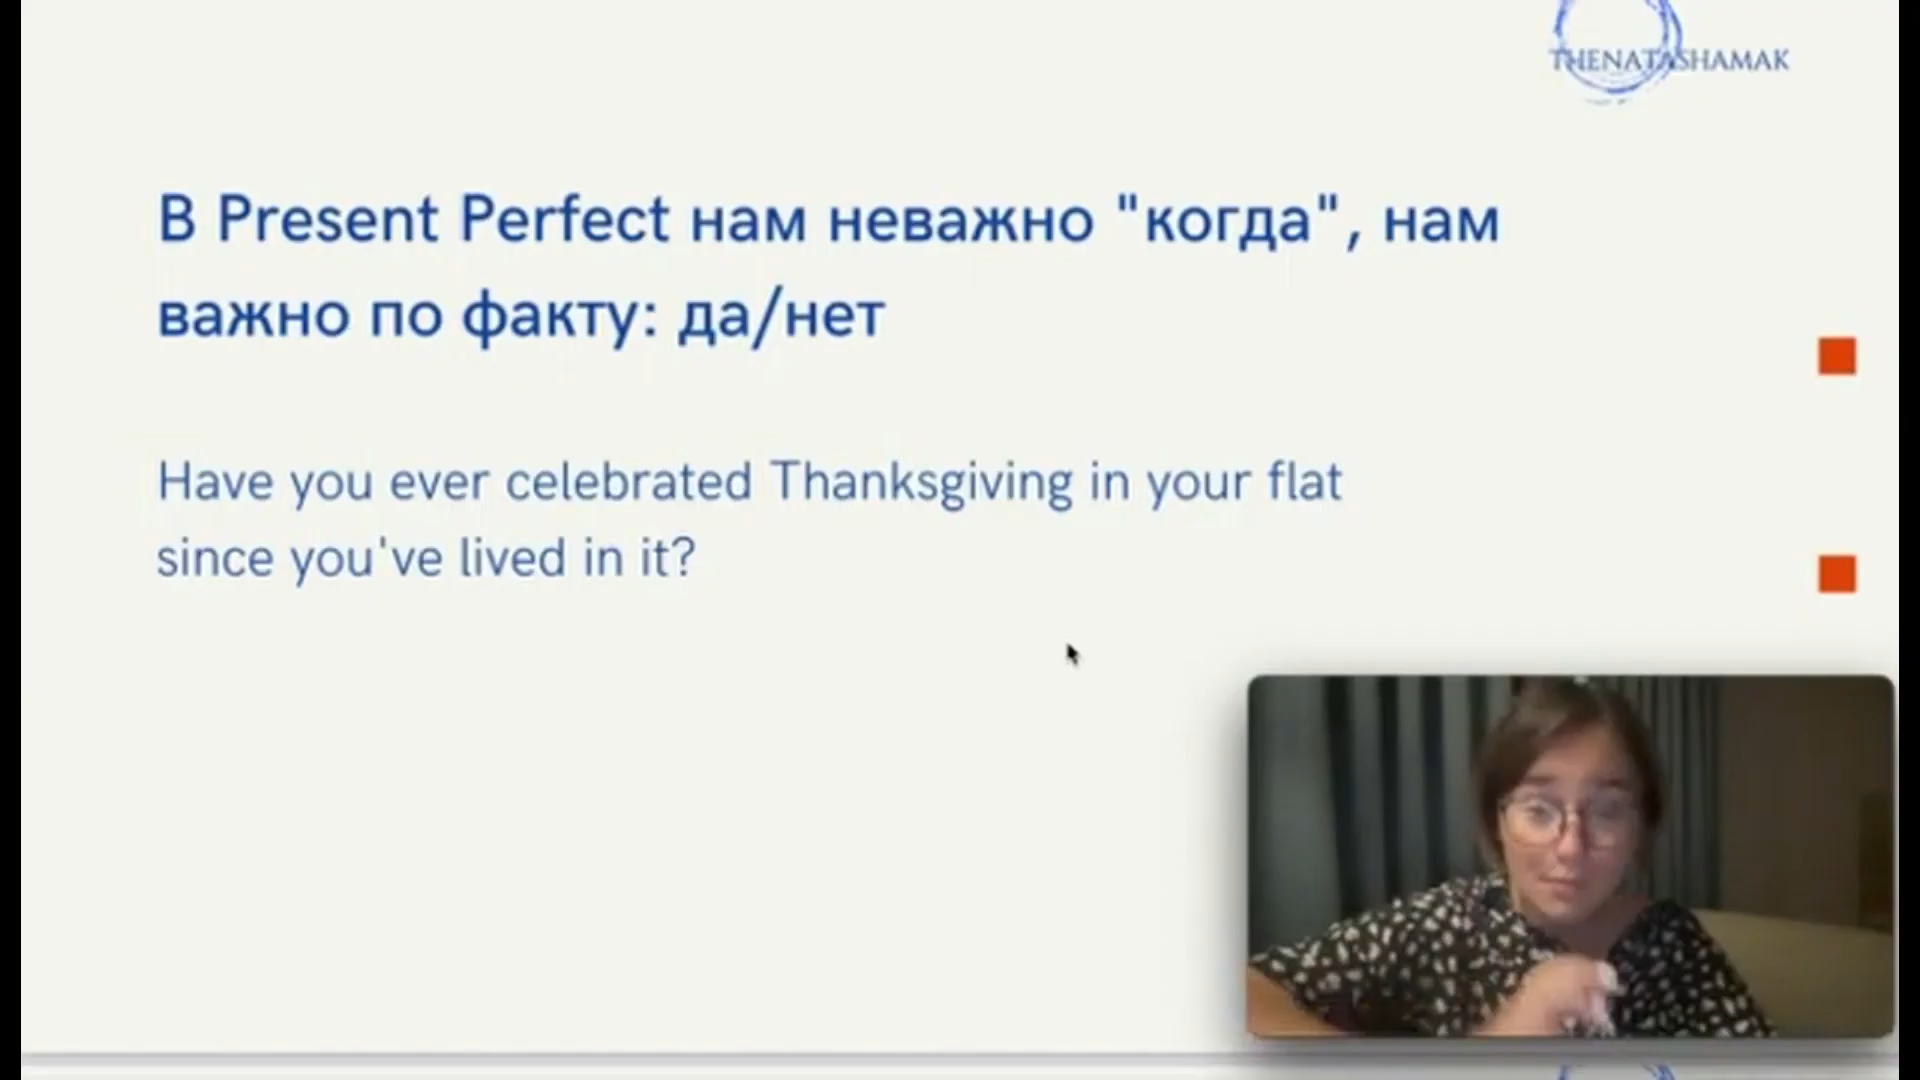 THENATASHAMAK
В Present Perfect нам неважно "когда", нам
важно по факту: да/нет
Have you ever celebrated Thanksgiving in your flat
since you've lived in it?